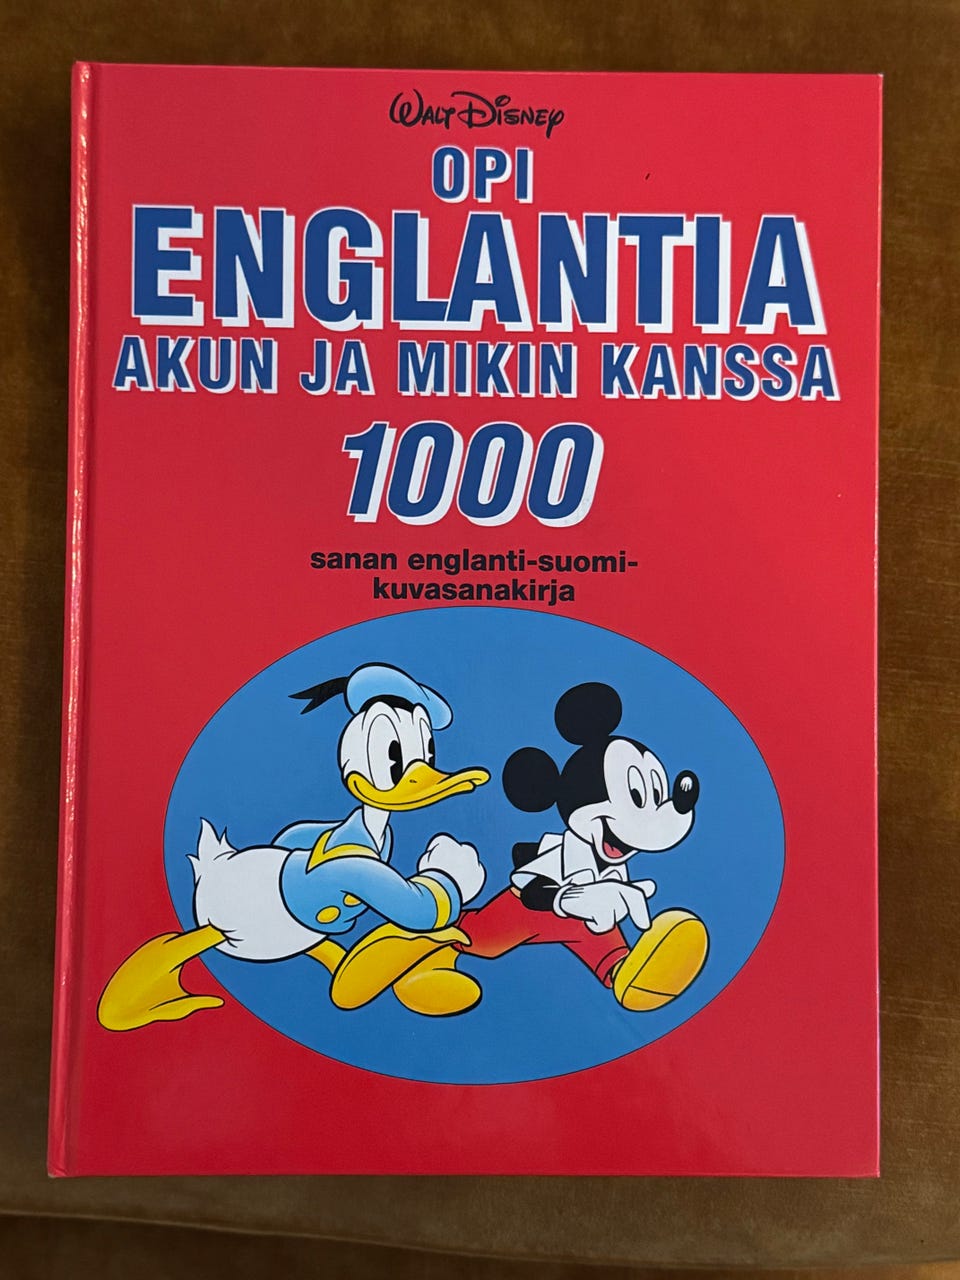 Walt Disney
OPI
ENGLANTIA
AKUN JA MIKIN KANSSA
1000
sanan englanti-suomi-
kuvasanakirja